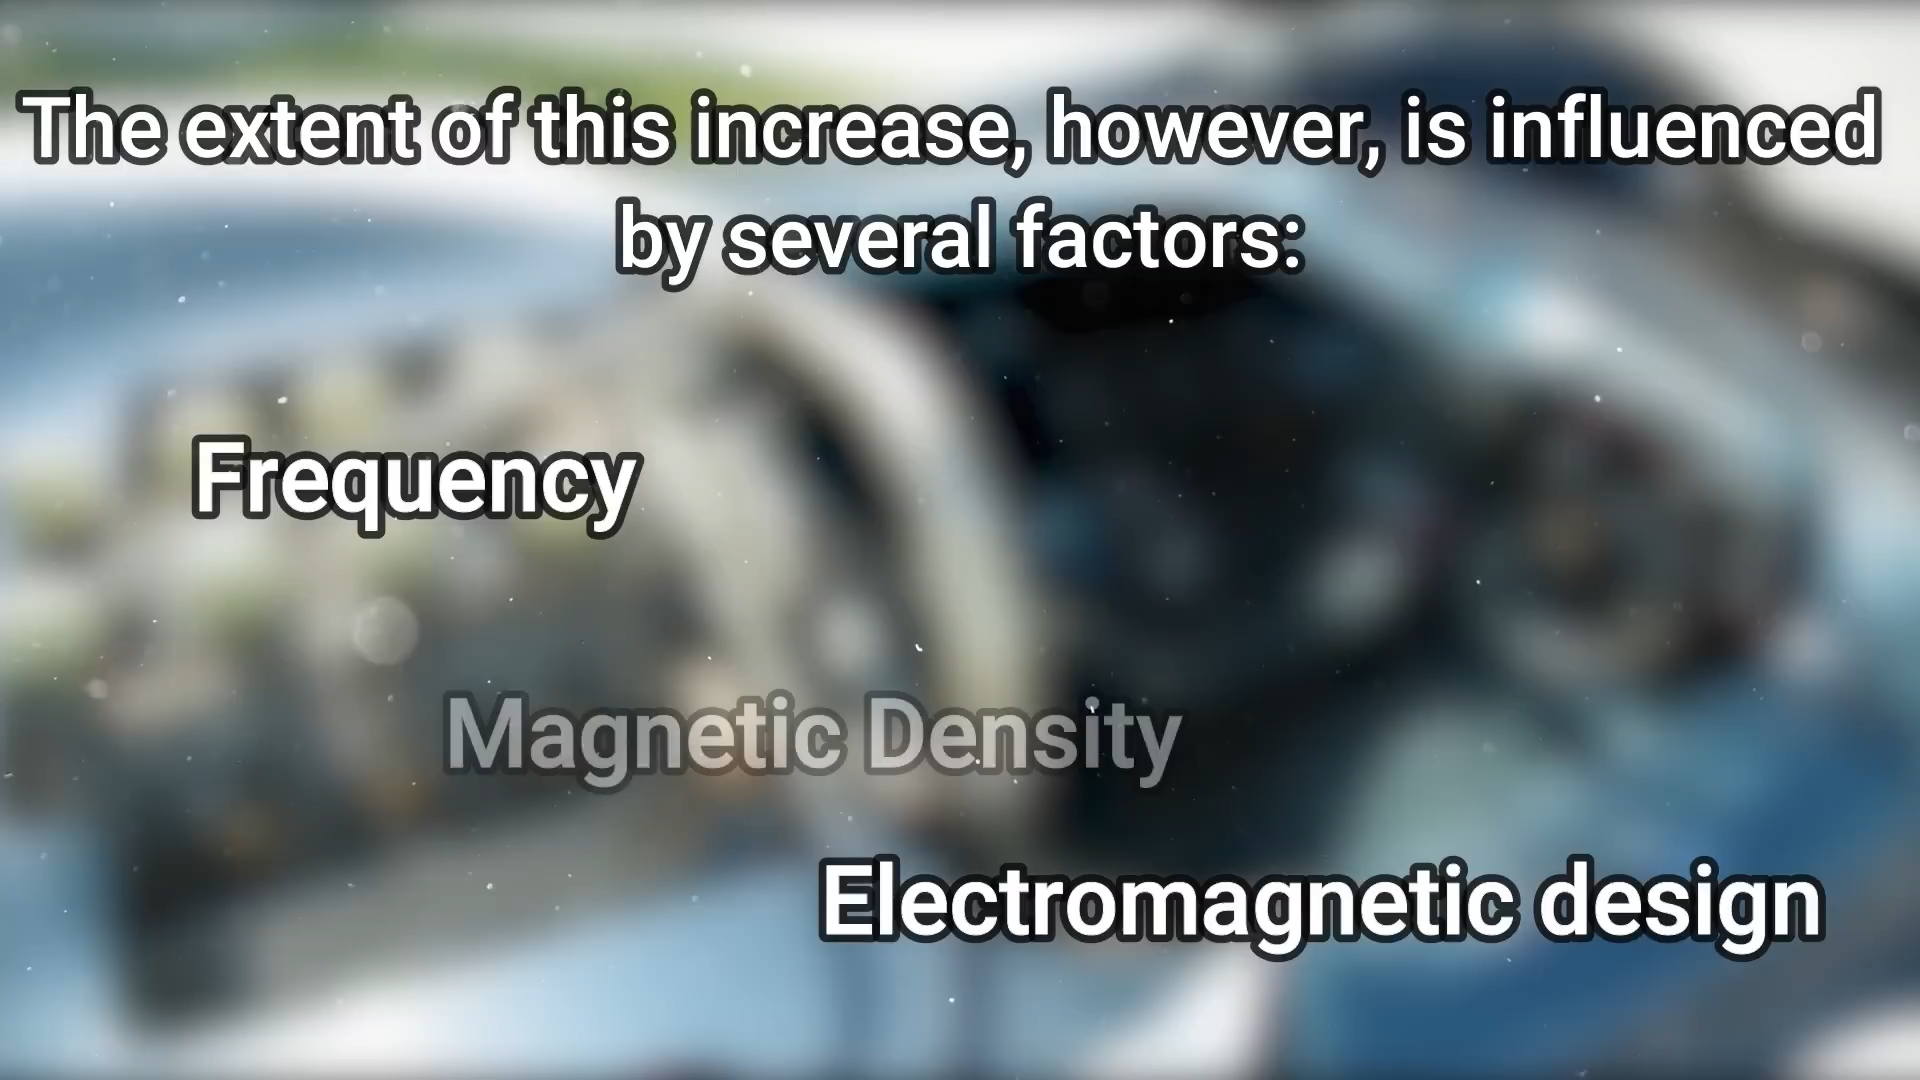 The extent of this increase, however, is influenced
by several factors:
Frequency
Magnetic Density
Electromagnetic design